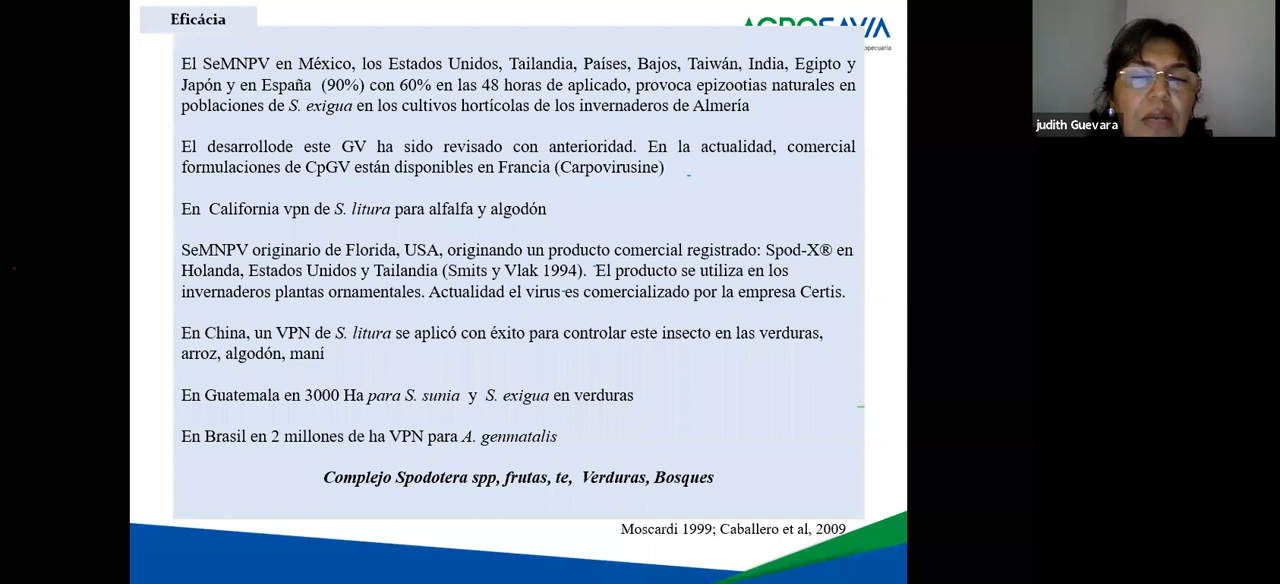 Eficácia
AGROSAVIA
opecuaria
El SeMNPV en México, los Estados Unidos, Tailandia, Países, Bajos, Taiwán, India, Egipto y
Japón y en España (90%) con 60% en las 48 horas de aplicado, provoca epizootias naturales en
poblaciones de S. exigua en los cultivos hortícolas de los invernaderos de Almería
El desarrollode este GV ha sido revisado con anterioridad. En la actualidad, comercial
formulaciones de CpGV están disponibles en Francia (Carpovirusine)
En California vpn de S. litura para alfalfa y algodón
SeMNPV originario de Florida, USA, originando un producto comercial registrado: Spod-X® en
Holanda, Estados Unidos y Tailandia (Smits y Vlak 1994). El producto se utiliza en los
invernaderos plantas ornamentales. Actualidad el virus es comercializado por la empresa Certis.
En China, un VPN de S. litura se aplicó con éxito para controlar este insecto en las verduras,
arroz, algodón, maní
En Guatemala en 3000 Ha para S. sunia y S. exigua en verduras
En Brasil en 2 millones de ha VPN para A. genmatalis
Complejo Spodotera spp, frutas, te, Verduras, Bosques
Moscardi 1999; Caballero et al, 2009
judith Guevara